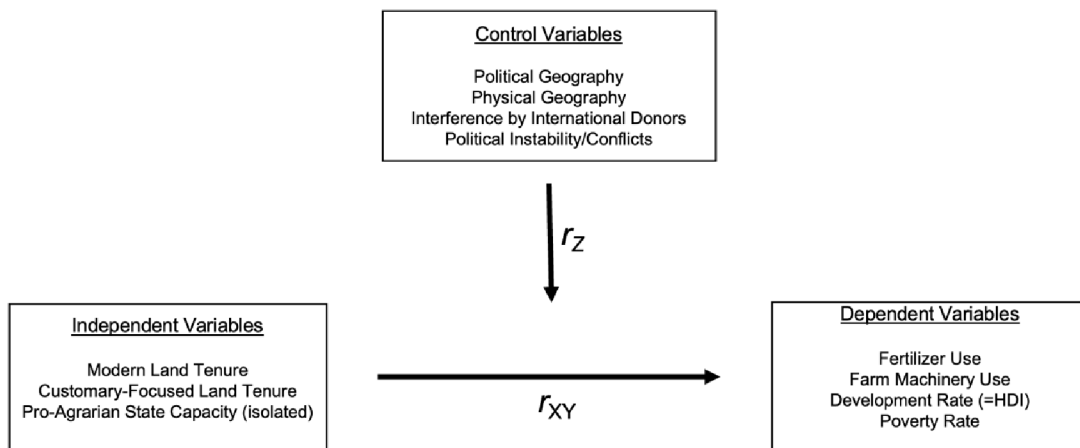 Control Variables
Political Geography
Physical Geography
Interference by International Donors
Political Instability/Conflicts
rZ
Independent Variables
Modern Land Tenure
Customary-Focused Land Tenure
Pro-Agrarian State Capacity (isolated)
rXY
Dependent Variables
Fertilizer Use
Farm Machinery Use
Development Rate (=HDI)
Poverty Rate